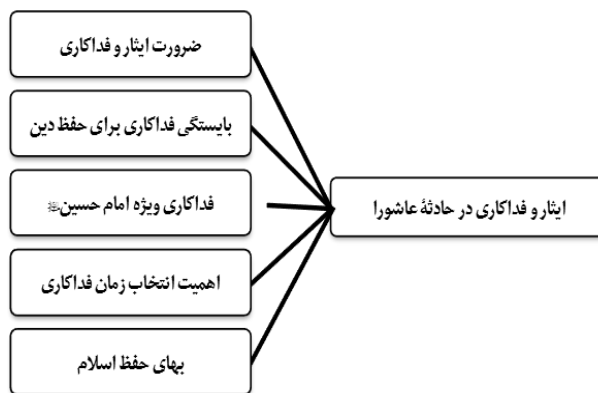 ایثار و فداکاری در حادثهٔ عاشورا
ضرورت ایثار و فداکاری
بایستگی فداکاری برای حفظ دین
فداکاری ویژه امام حسین
اهمیت انتخاب زمان فداکاری
بهای حفظ اسلام